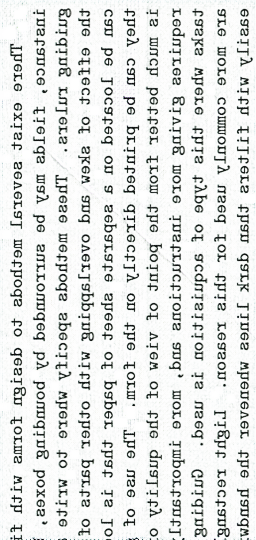 There exist several methods to design forms with fi
instance, fields may be surrounded by bounding boxes,
guiding rulers. These methods specify where to write
the effect of skew and overlapping with other parts of
can be located on a separate sheet of paper that is lo
they can be printed directly on the form. The use of
is much better from the point of view of the quality o
requires giving more instructions and, more importantl
tasks where this type of acquisition is used. Guiding
are more commonly used for this reason. Light rectang
easily with filters than dark lines whenever the handw